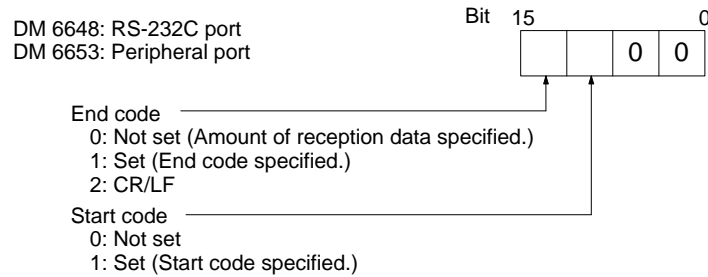 DM 6648: RS-232C port
DM 6653: Peripheral port
Bit 15 0
0 0
End code
0: Not set (Amount of reception data specified.)
1: Set (End code specified.)
2: CR/LF
Start code
0: Not set
1: Set (Start code specified.)